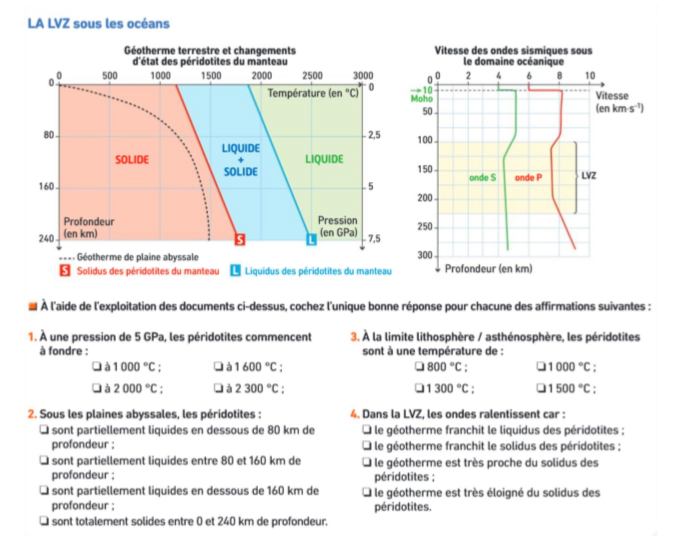 LA LVZ sous les océans
Géotherme terrestre et changements
d'état des péridotites du manteau
0 500 1000 1500 2000 2500 3000
Température (en °C)
0
80
160
240
0
2,5
5
7,5
SOLIDE
LIQUIDE
+
SOLIDE
LIQUIDE
Profondeur
(en km)
Pression
(en GPa)
S
L
Géotherme de plaine abyssale
S Solidus des péridotites du manteau L Liquidus des péridotites du manteau
Vitesse des ondes sismiques sous
le domaine océanique
0 2 4 6 8 10
Vitesse
(en km·s⁻¹)
0
10
Moho
50
100
150
200
250
300
onde S
onde P
LVZ
Profondeur (en km)
À l'aide de l'exploitation des documents ci-dessus, cochez l'unique bonne réponse pour chacune des affirmations suivantes :
1. À une pression de 5 GPa, les péridotites commencent
à fondre :
❏ à 1 000 °C ; ❏ à 1 600 °C ;
❏ à 2 000 °C ; ❏ à 2 300 °C ;
2. Sous les plaines abyssales, les péridotites :
❏ sont partiellement liquides en dessous de 80 km de
profondeur ;
❏ sont partiellement liquides entre 80 et 160 km de
profondeur ;
❏ sont partiellement liquides en dessous de 160 km de
profondeur ;
❏ sont totalement solides entre 0 et 240 km de profondeur.
3. À la limite lithosphère / asthénosphère, les péridotites
sont à une température de :
❏ 800 °C ; ❏ 1 000 °C ;
❏ 1 300 °C ; ❏ 1 500 °C ;
4. Dans la LVZ, les ondes ralentissent car :
❏ le géotherme franchit le liquidus des péridotites ;
❏ le géotherme franchit le solidus des péridotites ;
❏ le géotherme est très proche du solidus des
péridotites ;
❏ le géotherme est très éloigné du solidus des
péridotites.